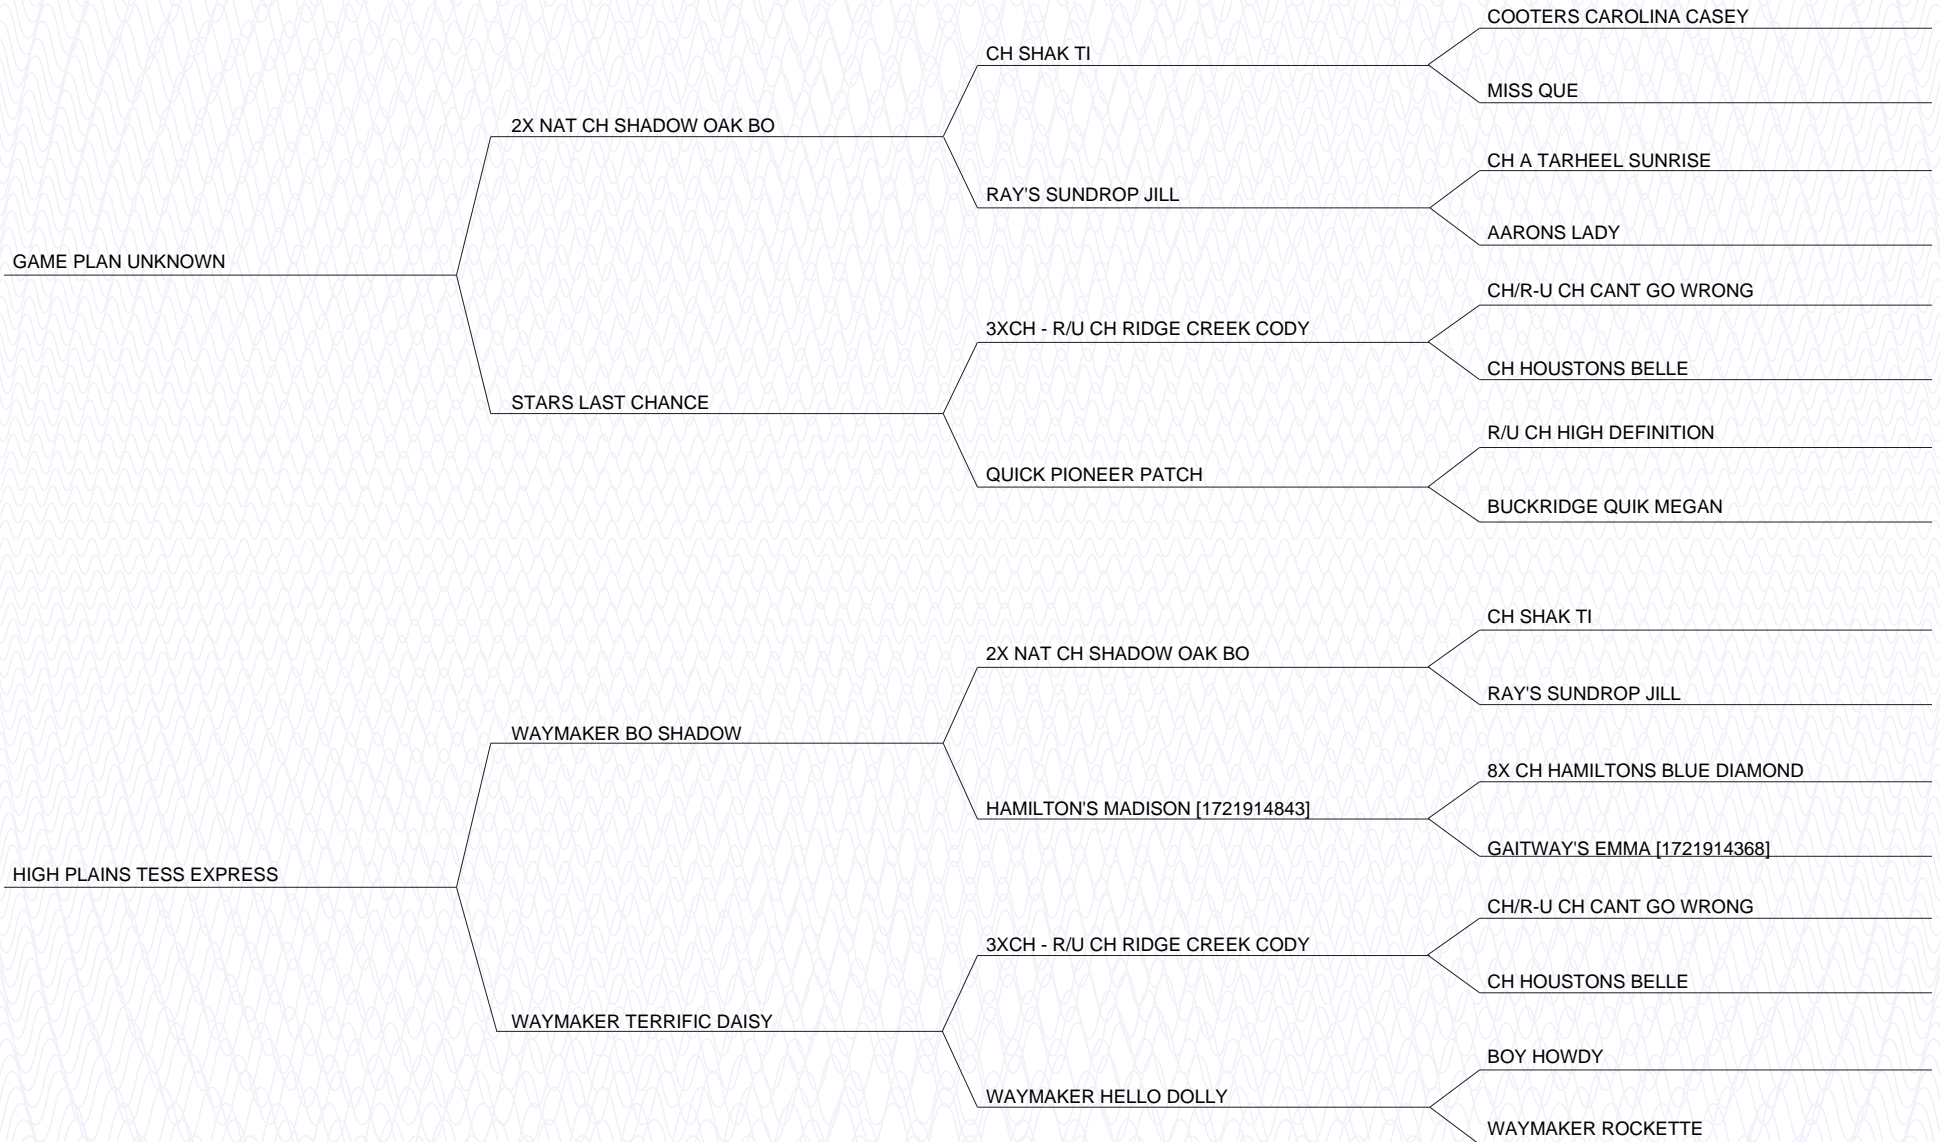 COOTERS CAROLINA CASEY
CH SHAK TI
MISS QUE
2X NAT CH SHADOW OAK BO
CH A TARHEEL SUNRISE
RAY'S SUNDROP JILL
AARONS LADY
GAME PLAN UNKNOWN
CH/R-U CH CANT GO WRONG
3XCH - R/U CH RIDGE CREEK CODY
CH HOUSTONS BELLE
STARS LAST CHANCE
R/U CH HIGH DEFINITION
QUICK PIONEER PATCH
BUCKRIDGE QUIK MEGAN
CH SHAK TI
2X NAT CH SHADOW OAK BO
RAY'S SUNDROP JILL
WAYMAKER BO SHADOW
8X CH HAMILTONS BLUE DIAMOND
HAMILTON'S MADISON [1721914843]
GAITWAY'S EMMA [1721914368]
HIGH PLAINS TESS EXPRESS
CH/R-U CH CANT GO WRONG
3XCH - R/U CH RIDGE CREEK CODY
CH HOUSTONS BELLE
WAYMAKER TERRIFIC DAISY
BOY HOWDY
WAYMAKER HELLO DOLLY
WAYMAKER ROCKETTE